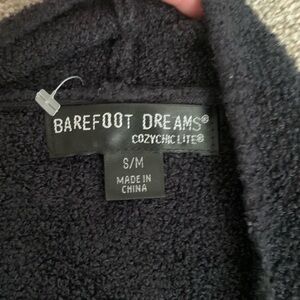 BAREFOOT DREAMS®
COZYCHIC LITE®
S/M
MADE IN
CHINA